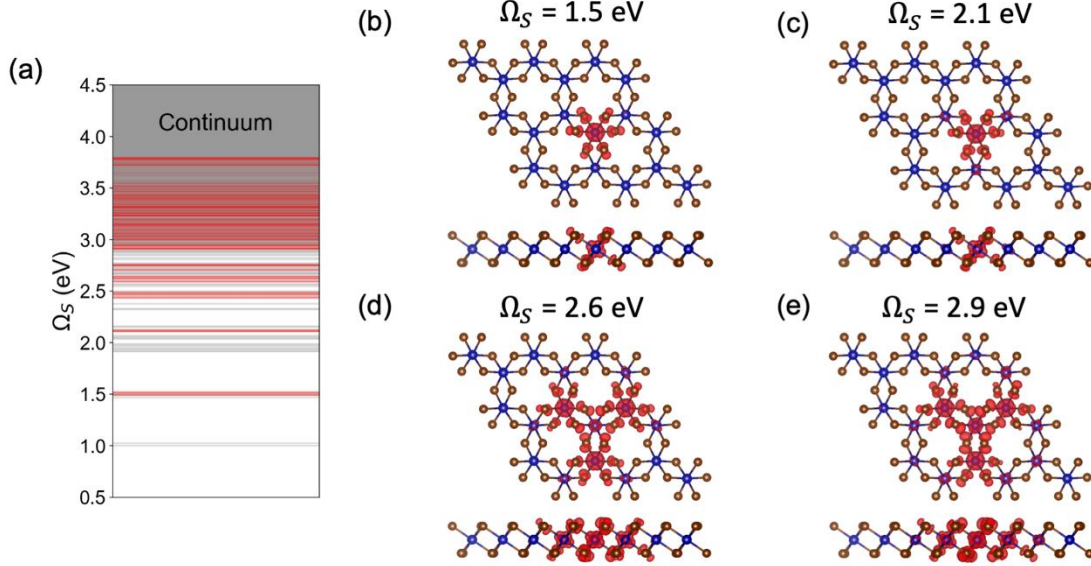 (a)
4.5
4.0
3.5
3.0
2.5
2.0
1.5
1.0
0.5
Ω_S (eV)
Continuum
(b)
Ω_S = 1.5 eV
(c)
Ω_S = 2.1 eV
(d)
Ω_S = 2.6 eV
(e)
Ω_S = 2.9 eV